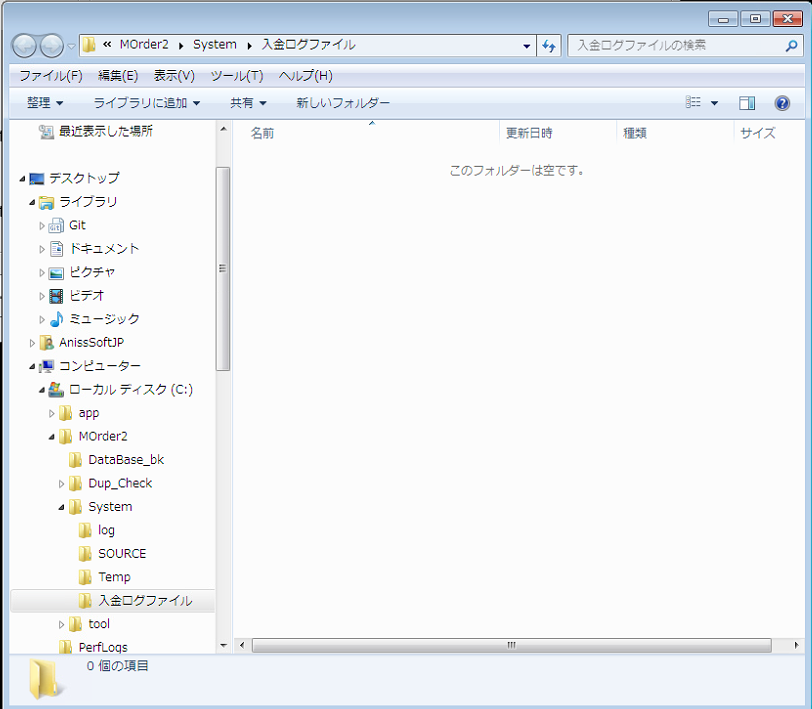 « MOrder2 ▸ System ▸ 入金ログファイル
入金ログファイルの検索
ファイル(F) 編集(E) 表示(V) ツール(T) ヘルプ(H)
整理 ライブラリに追加 共有 新しいフォルダー
名前 更新日時 種類 サイズ
このフォルダーは空です。
最近表示した場所
デスクトップ
ライブラリ
Git
ドキュメント
ピクチャ
ビデオ
ミュージック
AnissSoftJP
コンピューター
ローカル ディスク (C:)
app
MOrder2
DataBase_bk
Dup_Check
System
log
SOURCE
Temp
入金ログファイル
tool
PerfLogs
0 個の項目